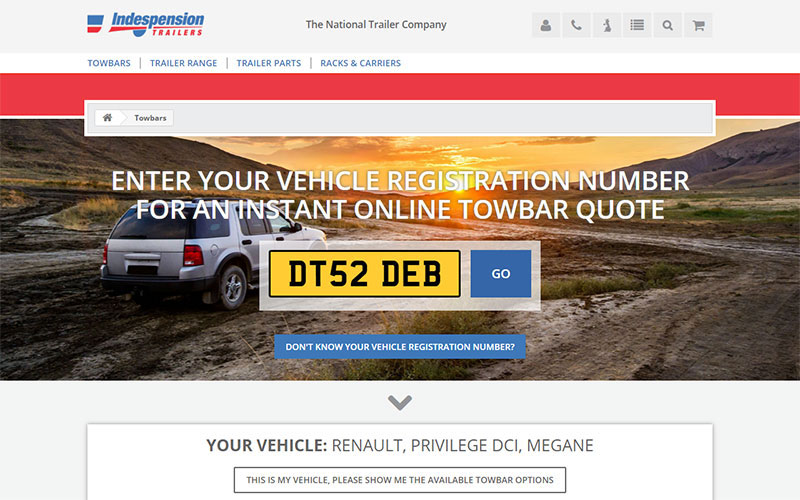 Indespension
TRAILERS
The National Trailer Company
TOWBARS | TRAILER RANGE | TRAILER PARTS | RACKS & CARRIERS
Towbars
ENTER YOUR VEHICLE REGISTRATION NUMBER
FOR AN INSTANT ONLINE TOWBAR QUOTE
DT52 DEB
GO
DON'T KNOW YOUR VEHICLE REGISTRATION NUMBER?
YOUR VEHICLE: RENAULT, PRIVILEGE DCI, MEGANE
THIS IS MY VEHICLE, PLEASE SHOW ME THE AVAILABLE TOWBAR OPTIONS